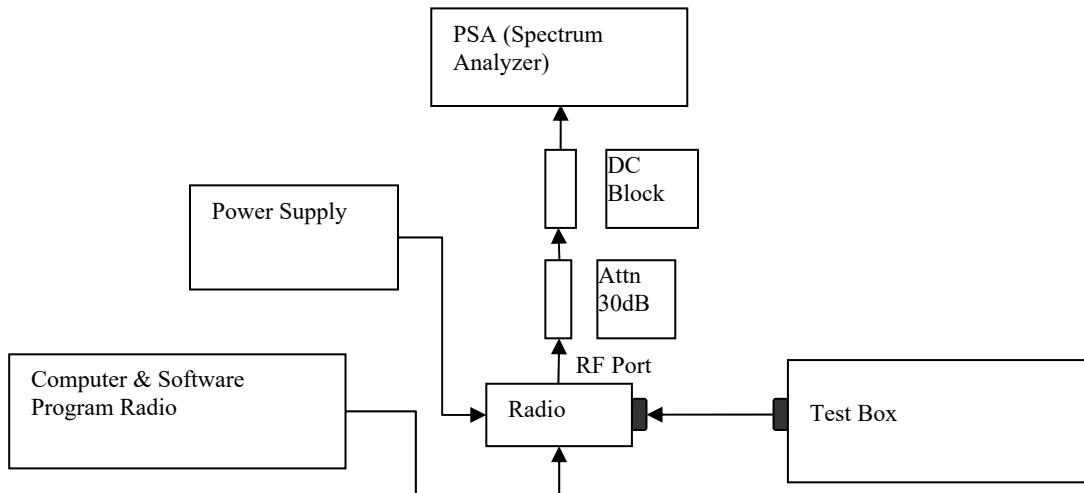 PSA (Spectrum
Analyzer)
DC
Block
Power Supply
Attn
30dB
RF Port
Computer & Software
Program Radio
Radio
Test Box